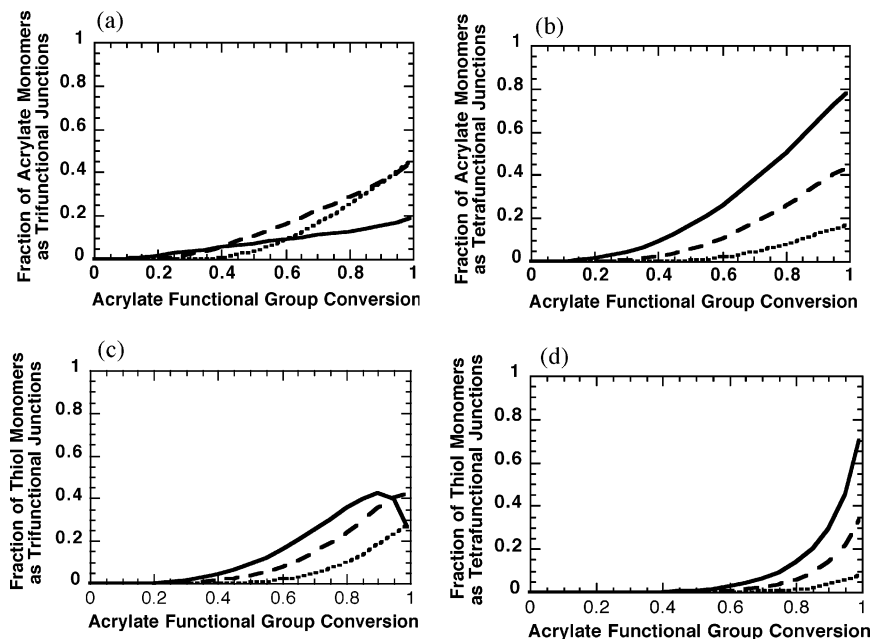 (a)
Fraction of Acrylate Monomers
as Trifunctional Junctions
1
0.8
0.6
0.4
0.2
0
0 0.2 0.4 0.6 0.8 1
Acrylate Functional Group Conversion
(b)
Fraction of Acrylate Monomers
as Tetrafunctional Junctions
1
0.8
0.6
0.4
0.2
0
0 0.2 0.4 0.6 0.8 1
Acrylate Functional Group Conversion
(c)
Fraction of Thiol Monomers
as Trifunctional Junctions
1
0.8
0.6
0.4
0.2
0
0 0.2 0.4 0.6 0.8 1
Acrylate Functional Group Conversion
(d)
Fraction of Thiol Monomers
as Tetrafunctional Junctions
1
0.8
0.6
0.4
0.2
0
0 0.2 0.4 0.6 0.8 1
Acrylate Functional Group Conversion